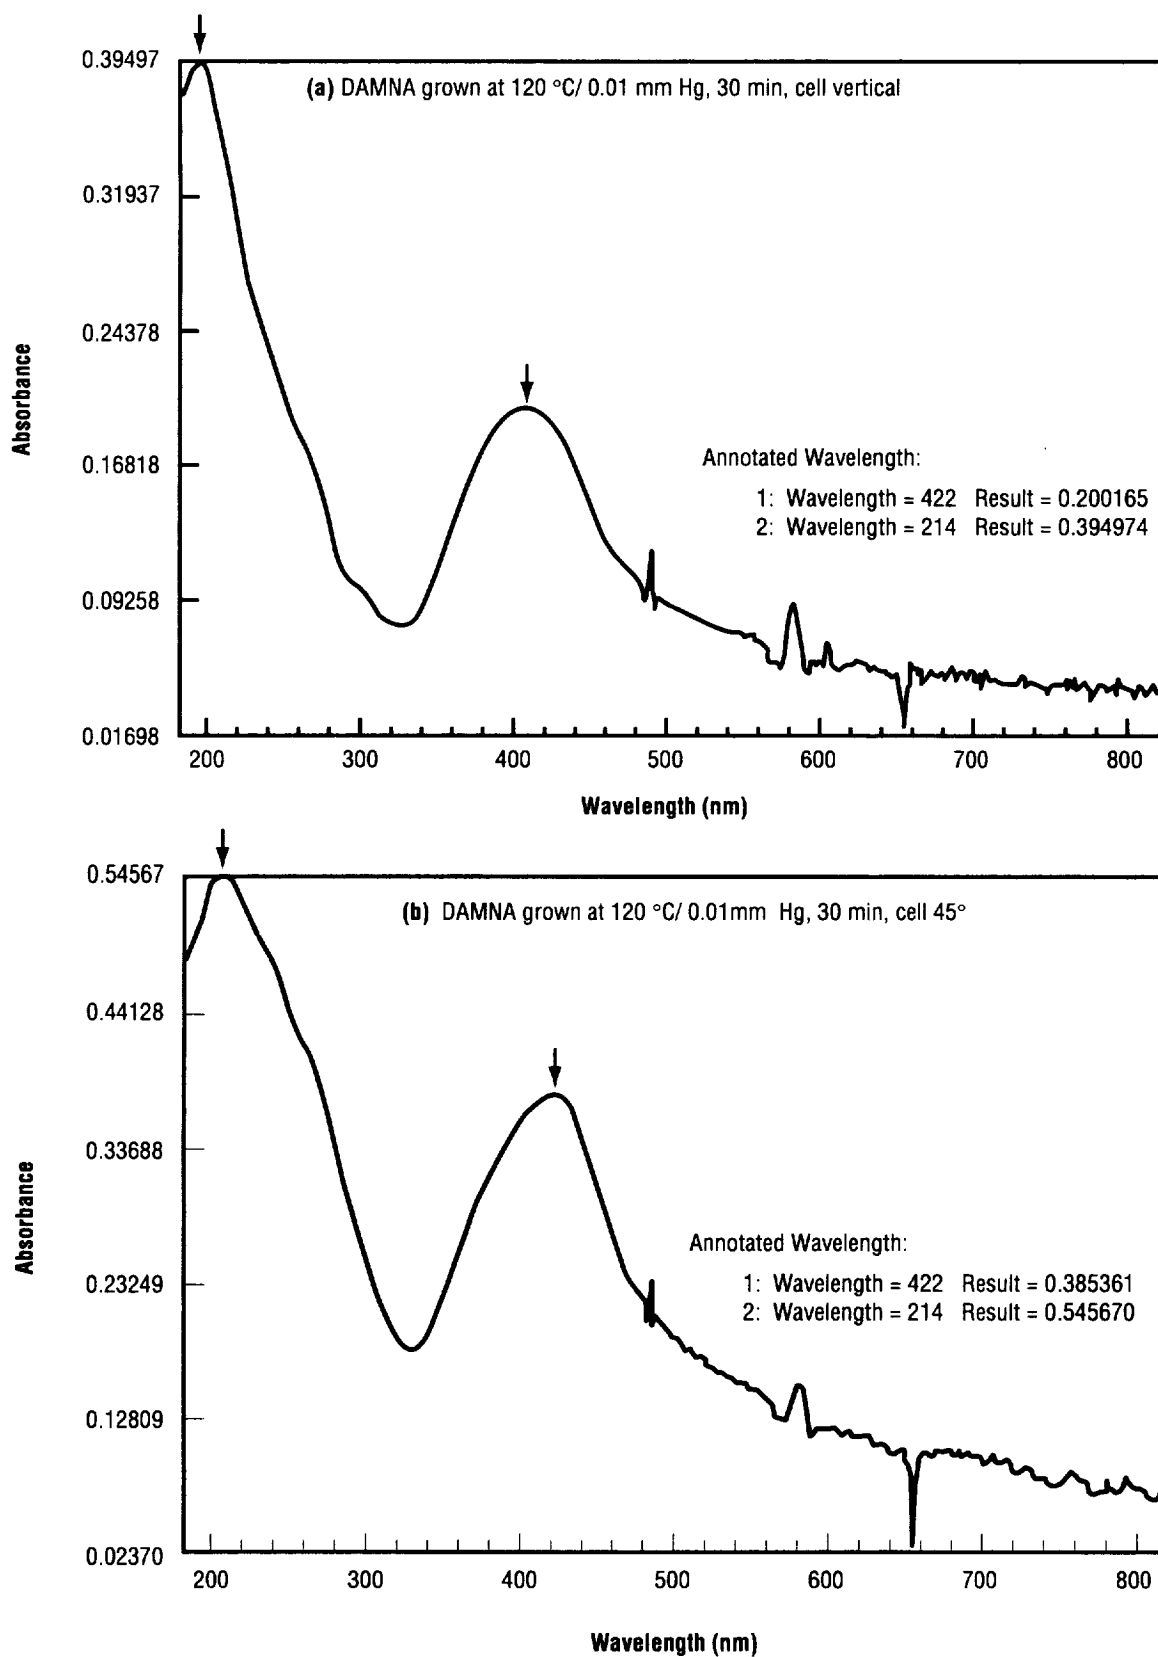 0.39497
(a) DAMNA grown at 120 °C/ 0.01 mm Hg, 30 min, cell vertical
0.31937
0.24378
Absorbance
0.16818
Annotated Wavelength:
1: Wavelength = 422 Result = 0.200165
2: Wavelength = 214 Result = 0.394974
0.09258
0.01698
200 300 400 500 600 700 800
Wavelength (nm)
0.54567
(b) DAMNA grown at 120 °C/ 0.01mm Hg, 30 min, cell 45°
0.44128
0.33688
Absorbance
Annotated Wavelength:
0.23249
1: Wavelength = 422 Result = 0.385361
2: Wavelength = 214 Result = 0.545670
0.12809
0.02370
200 300 400 500 600 700 800
Wavelength (nm)